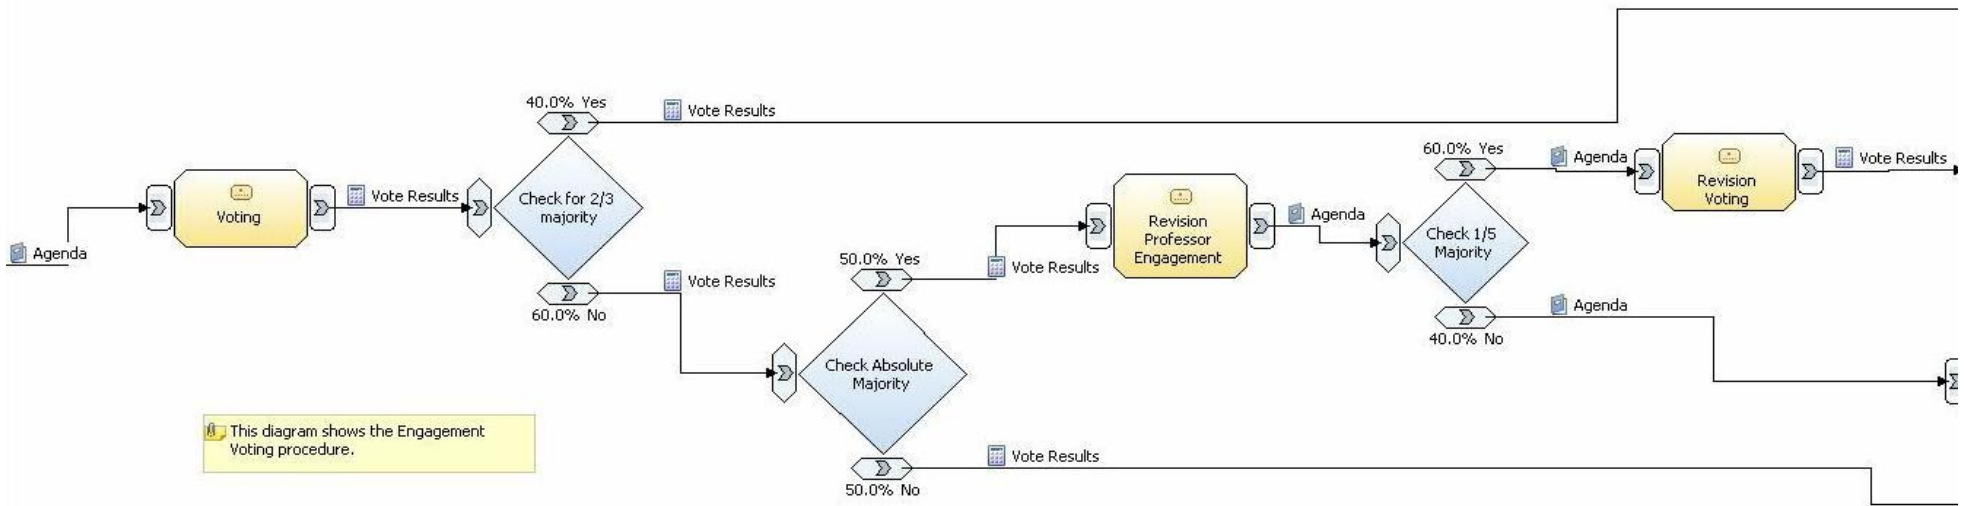 Agenda
Voting
Vote Results
40.0% Yes
Check for 2/3
majority
60.0% No
Vote Results
Vote Results
50.0% Yes
Check Absolute
Majority
50.0% No
Vote Results
Vote Results
Revision
Professor
Engagement
Agenda
60.0% Yes
Check 1/5
Majority
40.0% No
Agenda
Agenda
Revision
Voting
Vote Results
This diagram shows the Engagement
Voting procedure.